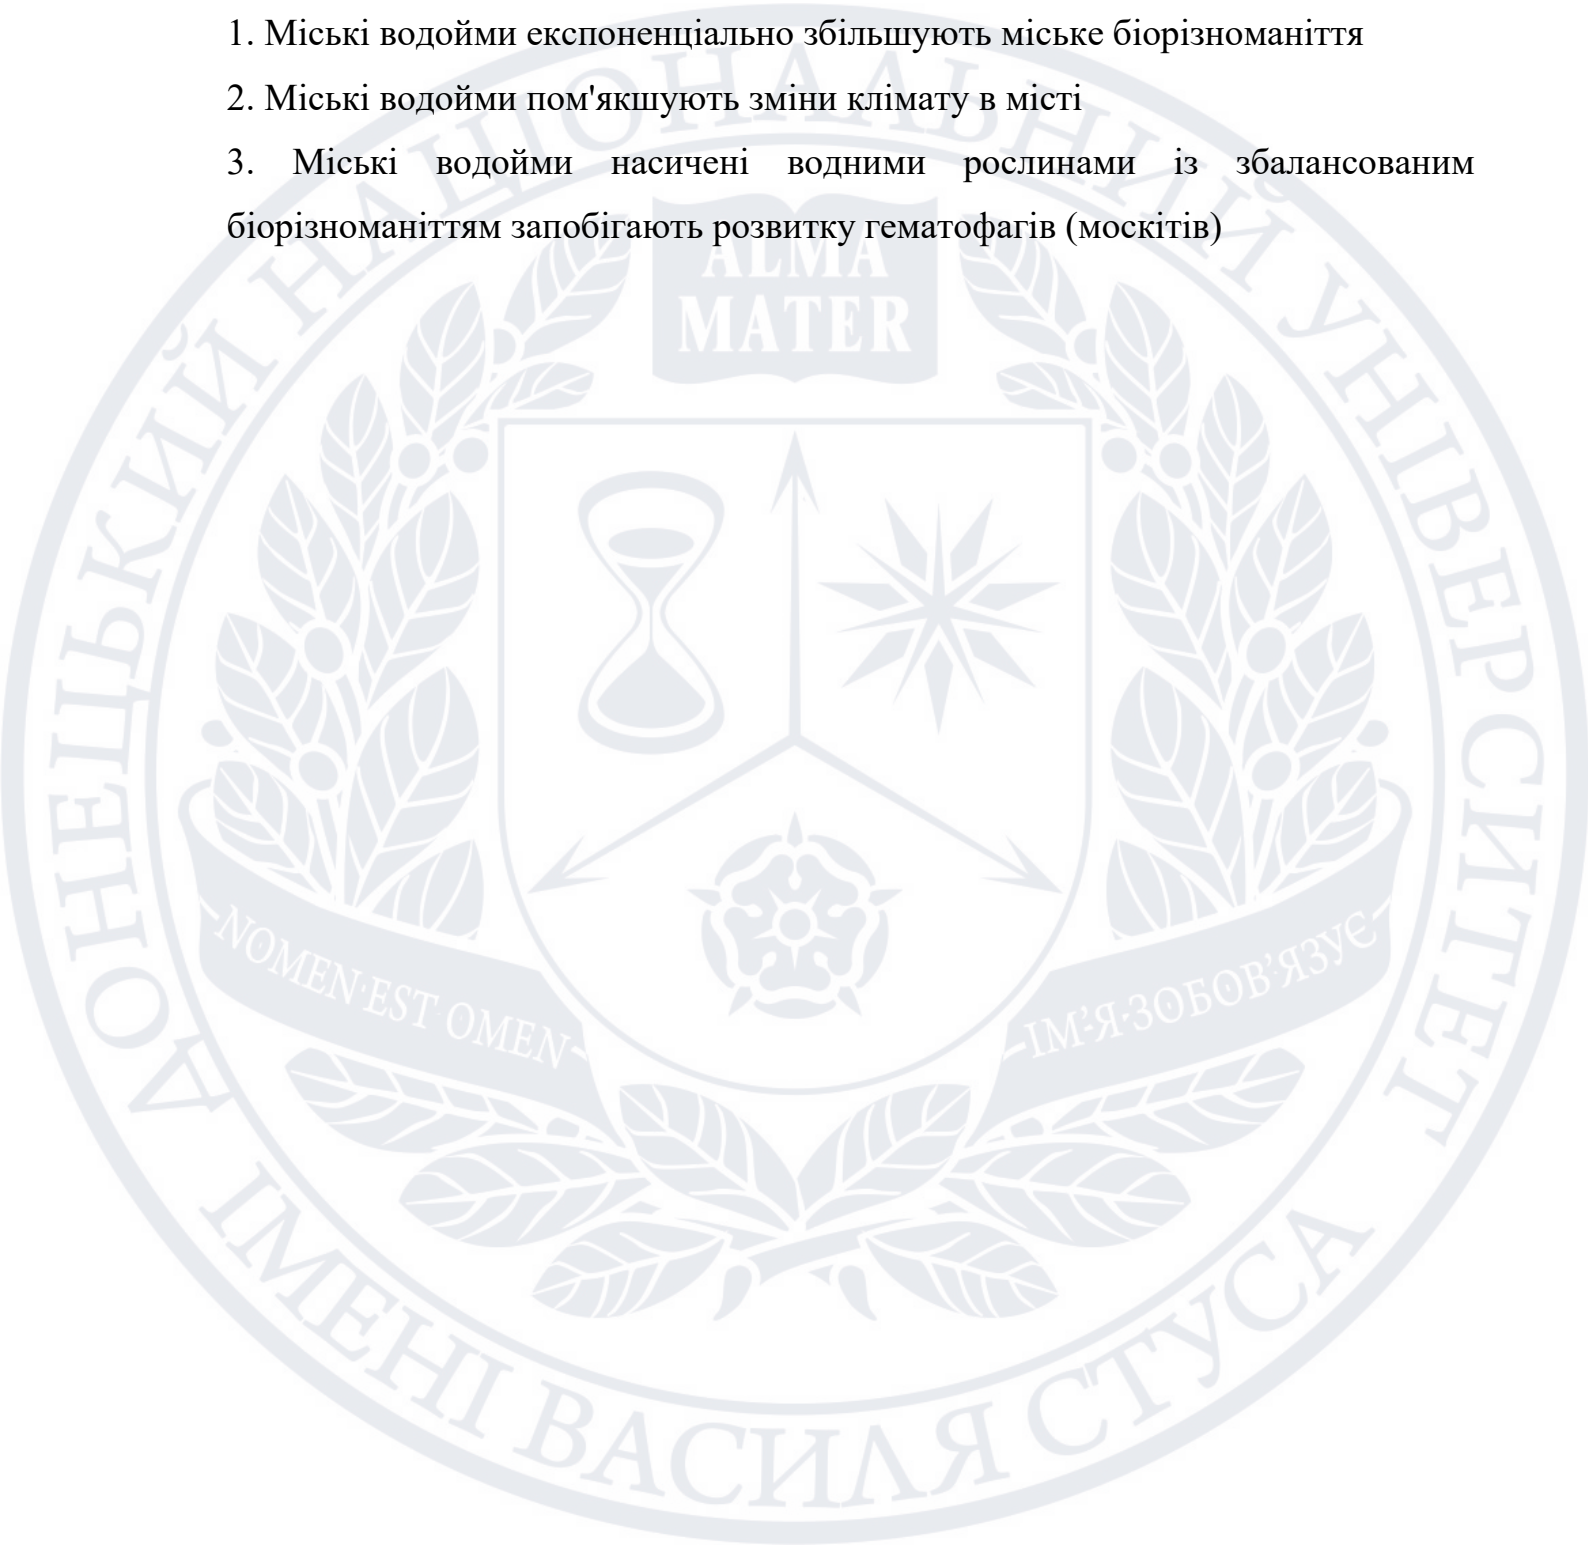 1. Міські водойми експоненціально збільшують міське біорізноманіття
2. Міські водойми пом'якшують зміни клімату в місті
3. Міські водойми насичені водними рослинами із збалансованим
біорізноманіттям запобігають розвитку гематофагів (москітів)
ДОНЕЦЬКИЙ НАЦІОНАЛЬНИЙ УНІВЕРСИТЕТ
ALMA
MATER
NOMEN·EST·OMEN
ІМ'Я·ЗОБОВ'ЯЗУЄ
ІМЕНІ ВАСИЛЯ СТУСА